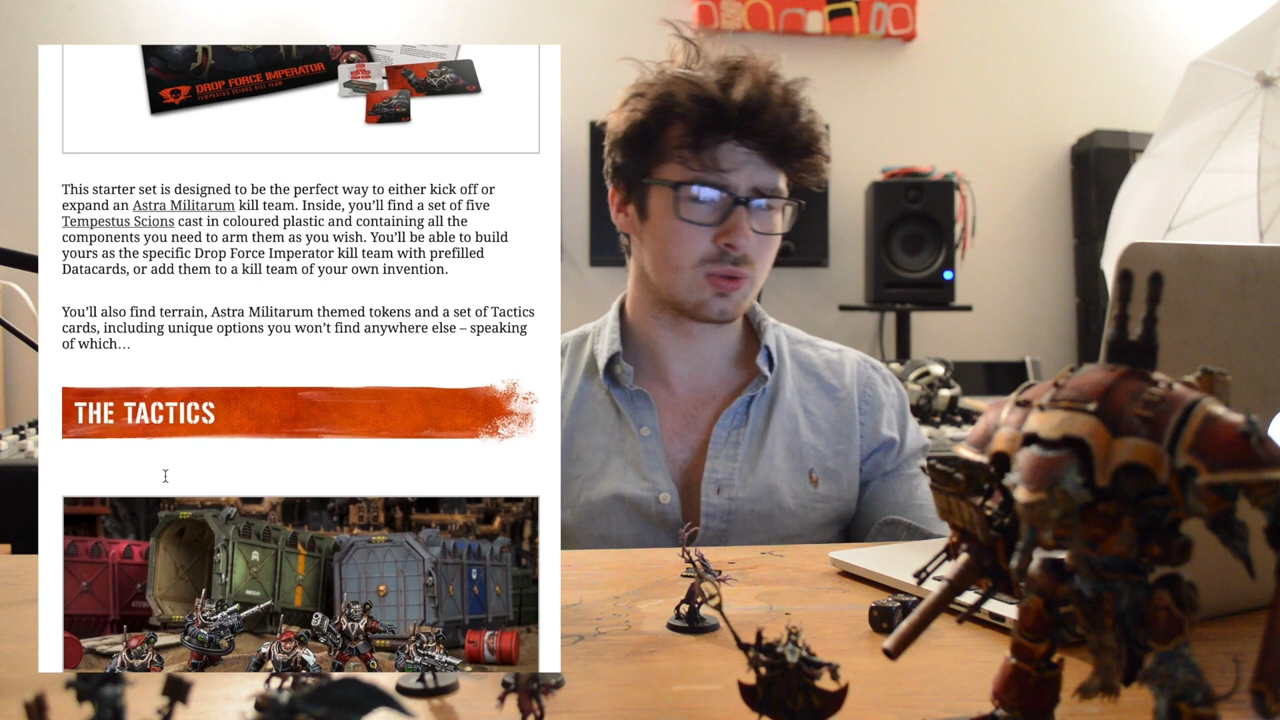 DROP FORCE IMPERATOR
TEMPESTUS SCIONS KILL TEAM
This starter set is designed to be the perfect way to either kick off or
expand an Astra Militarum kill team. Inside, you’ll find a set of five
Tempestus Scions cast in coloured plastic and containing all the
components you need to arm them as you wish. You’ll be able to build
yours as the specific Drop Force Imperator kill team with prefilled
Datacards, or add them to a kill team of your own invention.
You’ll also find terrain, Astra Militarum themed tokens and a set of Tactics
cards, including unique options you won’t find anywhere else – speaking
of which…
THE TACTICS